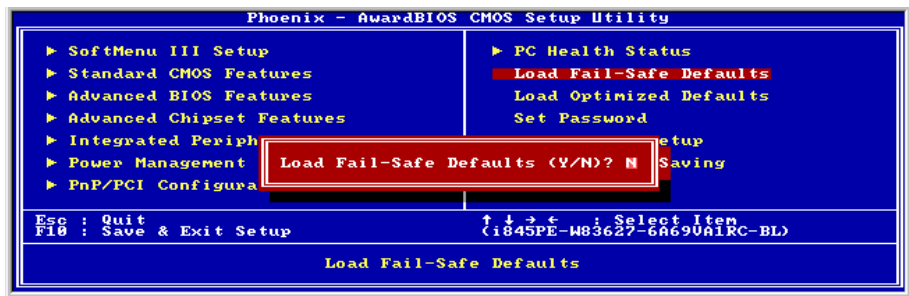 Phoenix - AwardBIOS CMOS Setup Utility
▶ SoftMenu III Setup
▶ Standard CMOS Features
▶ Advanced BIOS Features
▶ Advanced Chipset Features
▶ Integrated Periph
▶ Power Management
▶ PnP/PCI Configura
▶ PC Health Status
Load Fail-Safe Defaults
Load Optimized Defaults
Set Password
etup
Saving
Load Fail-Safe Defaults (Y/N)? N
Esc : Quit
F10 : Save & Exit Setup
↑ ↓ → ← : Select Item
(i845PE-W83627-6A69VA1RC-BL)
Load Fail-Safe Defaults